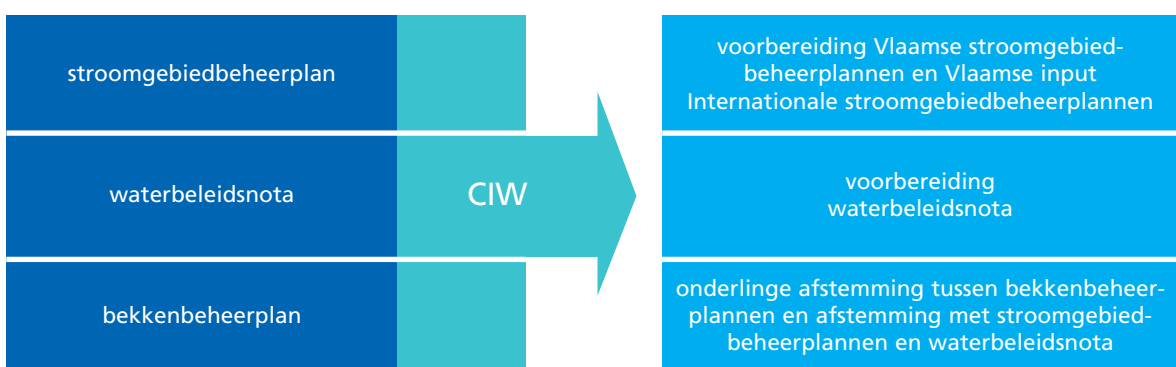 stroomgebiedbeheerplan
voorbereiding Vlaamse stroomgebied-
beheerplannen en Vlaamse input
Internationale stroomgebiedbeheerplannen
waterbeleidsnota
CIW
voorbereiding
waterbeleidsnota
bekkenbeheerplan
onderlinge afstemming tussen bekkenbeheer-
plannen en afstemming met stroomgebied-
beheerplannen en waterbeleidsnota